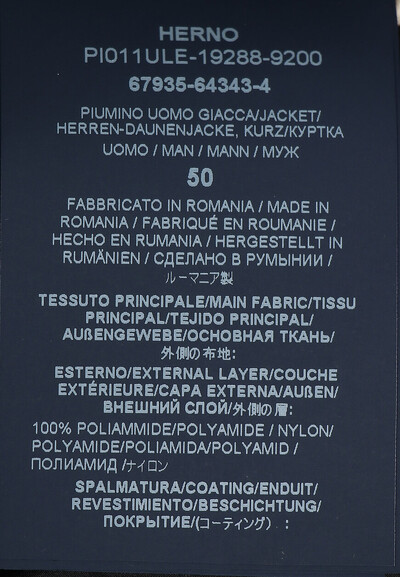 HERNO
PI011ULE-19288-9200
67935-64343-4
PIUMINO UOMO GIACCA/JACKET/
HERREN-DAUNENJACKE, KURZ/КУРТКА
UOMO / MAN / MANN / МУЖ
50
FABBRICATO IN ROMANIA / MADE IN
ROMANIA / FABRIQUÉ EN ROUMANIE /
HECHO EN RUMANIA / HERGESTELLT IN
RUMÄNIEN / СДЕЛАНО В РУМЫНИИ /
ルーマニア製
TESSUTO PRINCIPALE/MAIN FABRIC/TISSU
PRINCIPAL/TEJIDO PRINCIPAL/
AUßENGEWEBE/ОСНОВНАЯ ТКАНЬ/
外側の布地:
ESTERNO/EXTERNAL LAYER/COUCHE
EXTÉRIEURE/CAPA EXTERNA/AUßEN/
ВНЕШНИЙ СЛОЙ/外側の層:
100% POLIAMMIDE/POLYAMIDE / NYLON/
POLYAMIDE/POLIAMIDA/POLYAMID /
ПОЛИАМИД /ナイロン
SPALMATURA/COATING/ENDUIT/
REVESTIMIENTO/BESCHICHTUNG/
ПОКРЫТИЕ/(コーティング) :